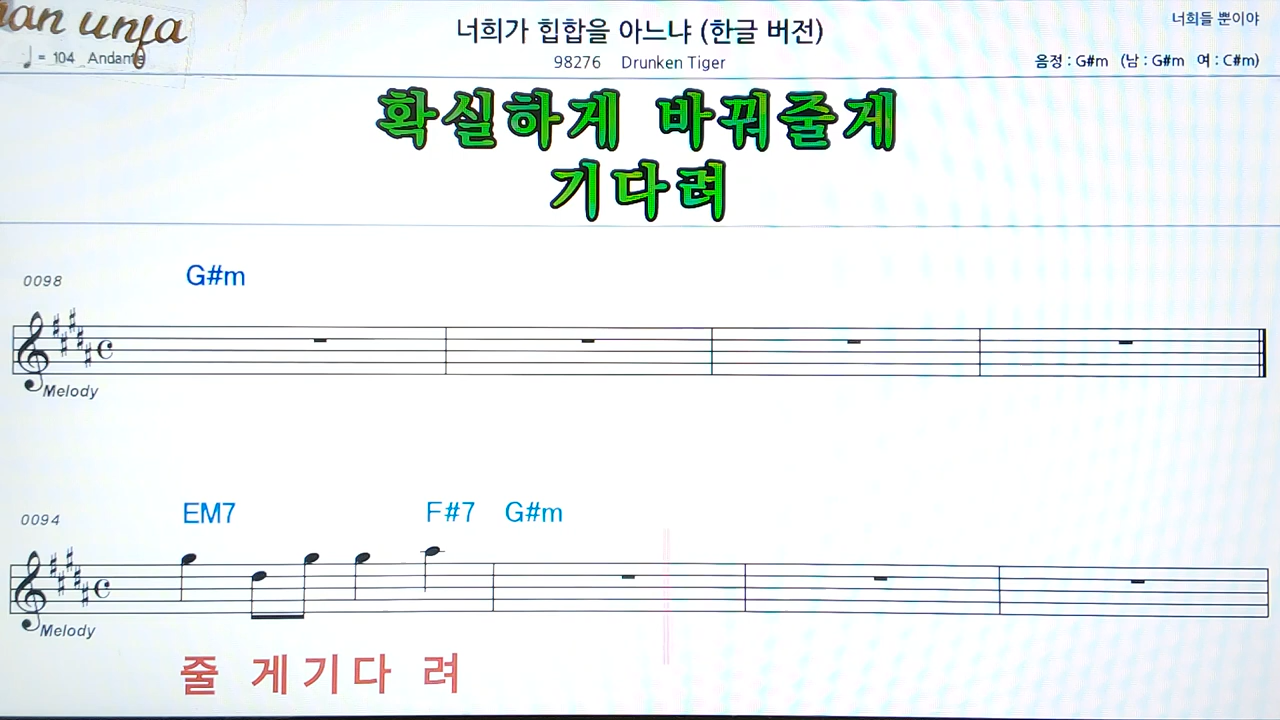 너희가 힙합을 아느냐 (한글 버전)
너희들 뿐이야
♩ = 104 Andante
98276 Drunken Tiger
음정 : G#m (남 : G#m 여 : C#m)
확실하게 바꿔줄게
기다려
0098 G#m
Melody
0094 EM7 F#7 G#m
Melody
줄 게 기 다 려